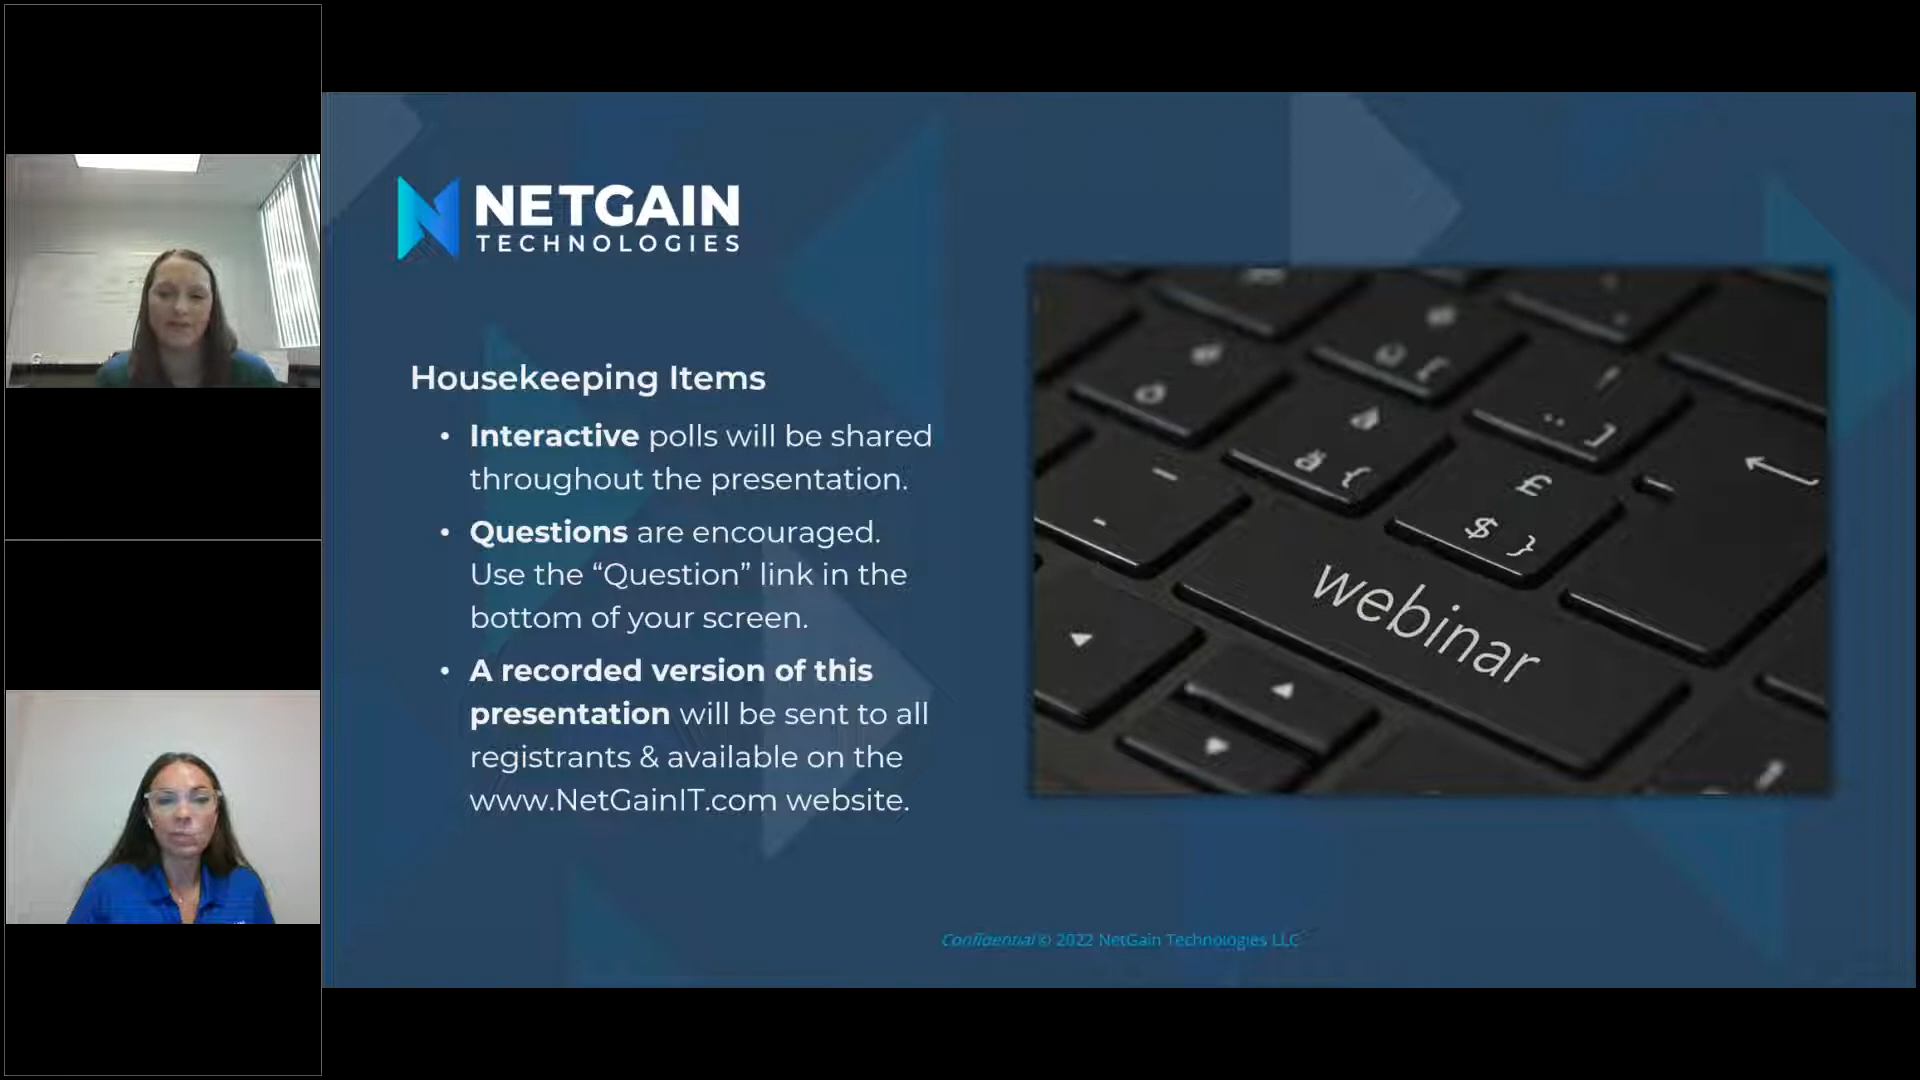 NETGAIN
TECHNOLOGIES
Housekeeping Items
• Interactive polls will be shared
throughout the presentation.
• Questions are encouraged.
Use the “Question” link in the
bottom of your screen.
• A recorded version of this
presentation will be sent to all
registrants & available on the
www.NetGainIT.com website.
ö
ä {
!
¨ ]
£
$ }
webinar
Confidential © 2022 NetGain Technologies LLC